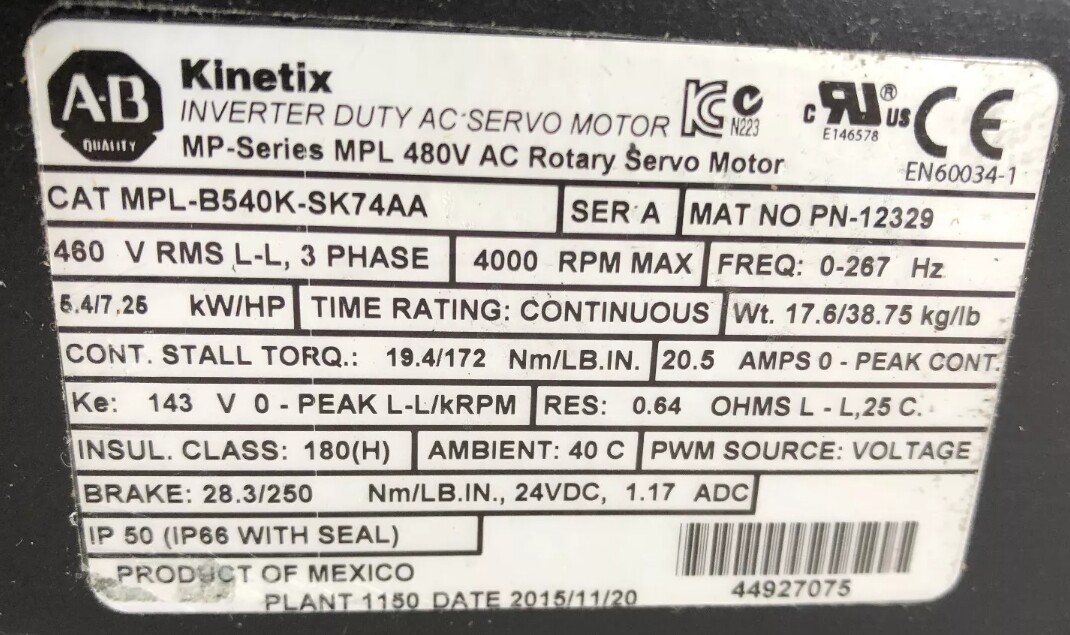 A-B
QUALITY
Kinetix
INVERTER DUTY AC SERVO MOTOR
MP-Series MPL 480V AC Rotary Servo Motor
N223
c RU ® US
E146578
CE
EN60034-1
CAT MPL-B540K-SK74AA SER A MAT NO PN-12329
460 V RMS L-L, 3 PHASE 4000 RPM MAX FREQ: 0-267 Hz
5.4/7.25 kW/HP TIME RATING: CONTINUOUS Wt. 17.6/38.75 kg/lb
CONT. STALL TORQ.: 19.4/172 Nm/LB.IN. 20.5 AMPS 0 - PEAK CONT.
Ke: 143 V 0 - PEAK L-L/kRPM RES: 0.64 OHMS L - L,25 C.
INSUL. CLASS: 180(H) AMBIENT: 40 C PWM SOURCE: VOLTAGE
BRAKE: 28.3/250 Nm/LB.IN., 24VDC, 1.17 ADC
IP 50 (IP66 WITH SEAL)
PRODUCT OF MEXICO
PLANT 1150 DATE 2015/11/20
44927075